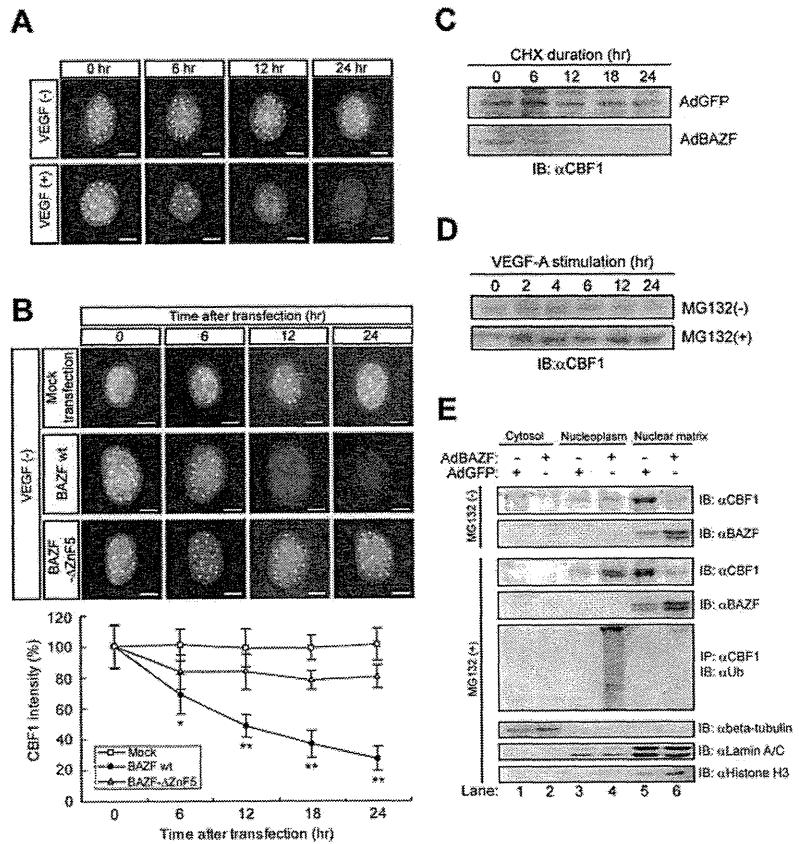 A
0 hr 6 hr 12 hr 24 hr
VEGF (-)
VEGF (+)
B
Time after transfection (hr)
0 6 12 24
VEGF (-)
Mock transfection
BAZF wt
BAZF -ΔZnF5
CBF1 intensity (%)
120
100
80
60
40
20
0
* ** ** **
Mock
BAZF wt
BAZF-ΔZnF5
0 6 12 18 24
Time after transfection (hr)
C
CHX duration (hr)
0 6 12 18 24
AdGFP
AdBAZF
IB: αCBF1
D
VEGF-A stimulation (hr)
0 2 4 6 12 24
MG132(-)
MG132(+)
IB:αCBF1
E
Cytosol Nucleoplasm Nuclear matrix
AdBAZF: - + - + - +
AdGFP: + - + - + -
MG132 (-)
IB: αCBF1
IB: αBAZF
MG132 (+)
IB: αCBF1
IB: αBAZF
IP: αCBF1
IB: αUb
IB: αbeta-tubulin
IB: αLamin A/C
IB: αHistone H3
Lane: 1 2 3 4 5 6